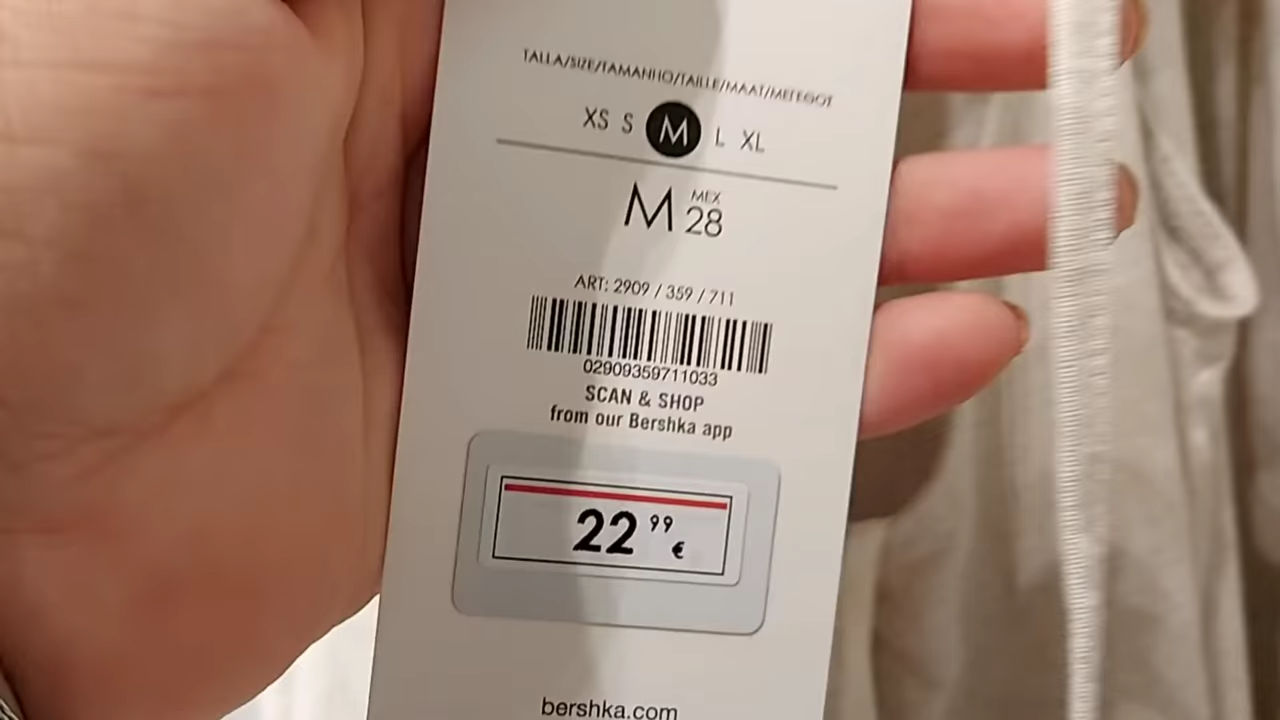 TALLA/SIZE/TAMANHO/TAILLE/MAAT/MEГЕӨOT
XS S M L XL
M MEX 28
ART: 2909 / 359 / 711
02909359711033
SCAN & SHOP
from our Bershka app
22 99 €
bershka.com